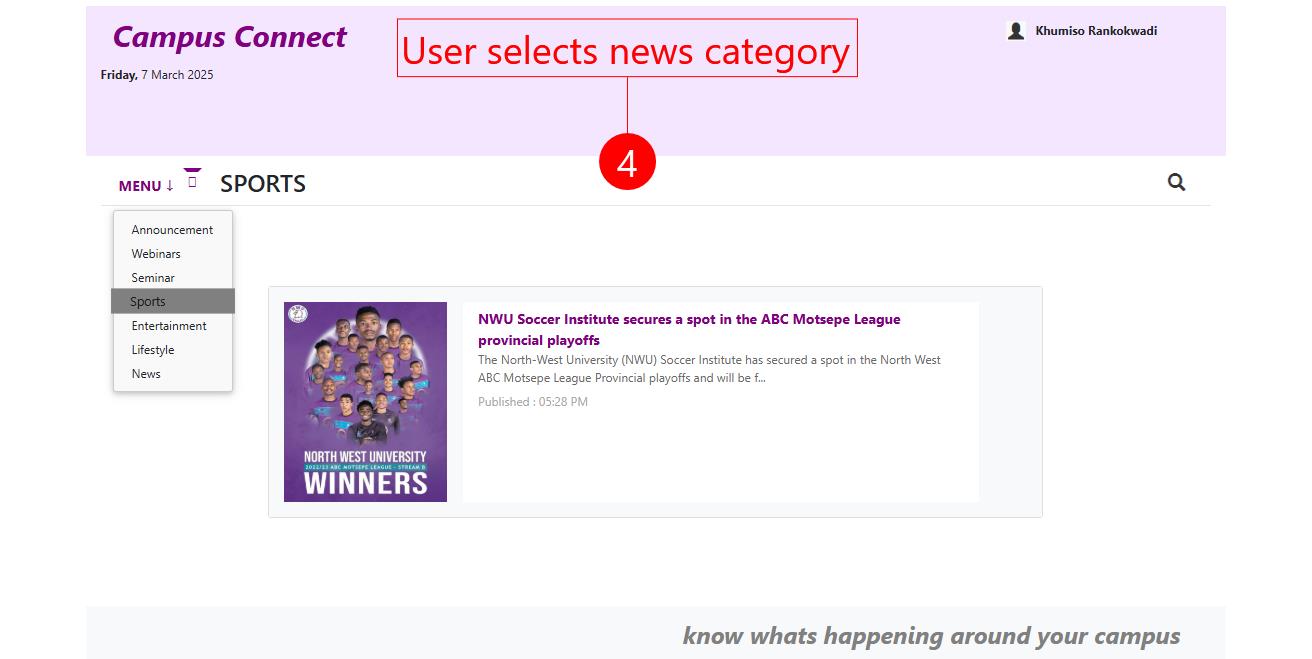 Campus Connect
User selects news category
Khumiso Rankokwadi
Friday, 7 March 2025
4
MENU ↓
SPORTS
Announcement
Webinars
Seminar
Sports
Entertainment
Lifestyle
News
NWU Soccer Institute secures a spot in the ABC Motsepe League
provincial playoffs
The North-West University (NWU) Soccer Institute has secured a spot in the North West
ABC Motsepe League Provincial playoffs and will be f...
Published : 05:28 PM
NORTH WEST UNIVERSITY
2022/23 ABC MOTSEPE LEAGUE - STREAM B
WINNERS
know whats happening around your campus